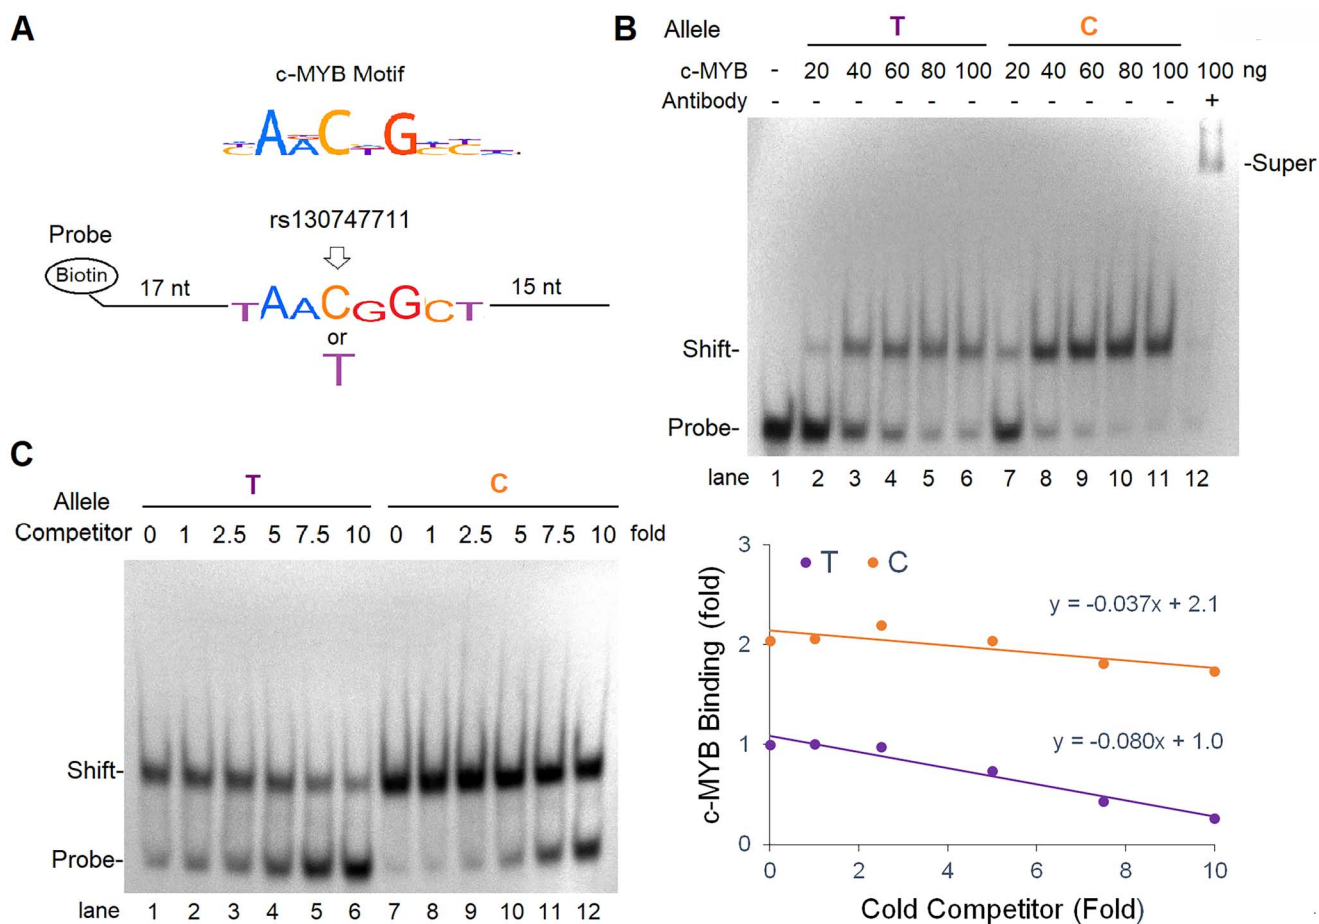 A
c-MYB Motif
rs130747711
Probe
Biotin
17 nt
TAACGGCT
15 nt
or
T
B
Allele T C
c-MYB - 20 40 60 80 100 20 40 60 80 100 100 ng
Antibody - - - - - - - - - - - +
-Super
Shift-
Probe-
lane 1 2 3 4 5 6 7 8 9 10 11 12
C
Allele T C
Competitor 0 1 2.5 5 7.5 10 0 1 2.5 5 7.5 10 fold
Shift-
Probe-
lane 1 2 3 4 5 6 7 8 9 10 11 12
c-MYB Binding (fold)
3
2
1
0
T C
y = -0.037x + 2.1
y = -0.080x + 1.0
0 2 4 6 8 10
Cold Competitor (Fold)